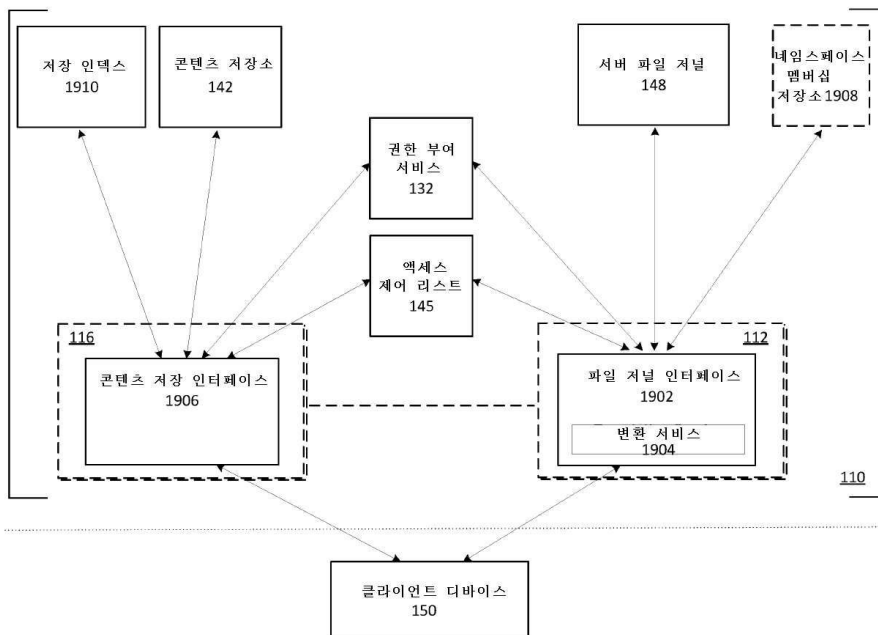 저장 인덱스
1910
콘텐츠 저장소
142
서버 파일 저널
148
네임스페이스
멤버십
저장소1908
권한 부여
서비스
132
액세스
제어 리스트
145
116
콘텐츠 저장 인터페이스
1906
112
파일 저널 인터페이스
1902
변환 서비스
1904
110
클라이언트 디바이스
150